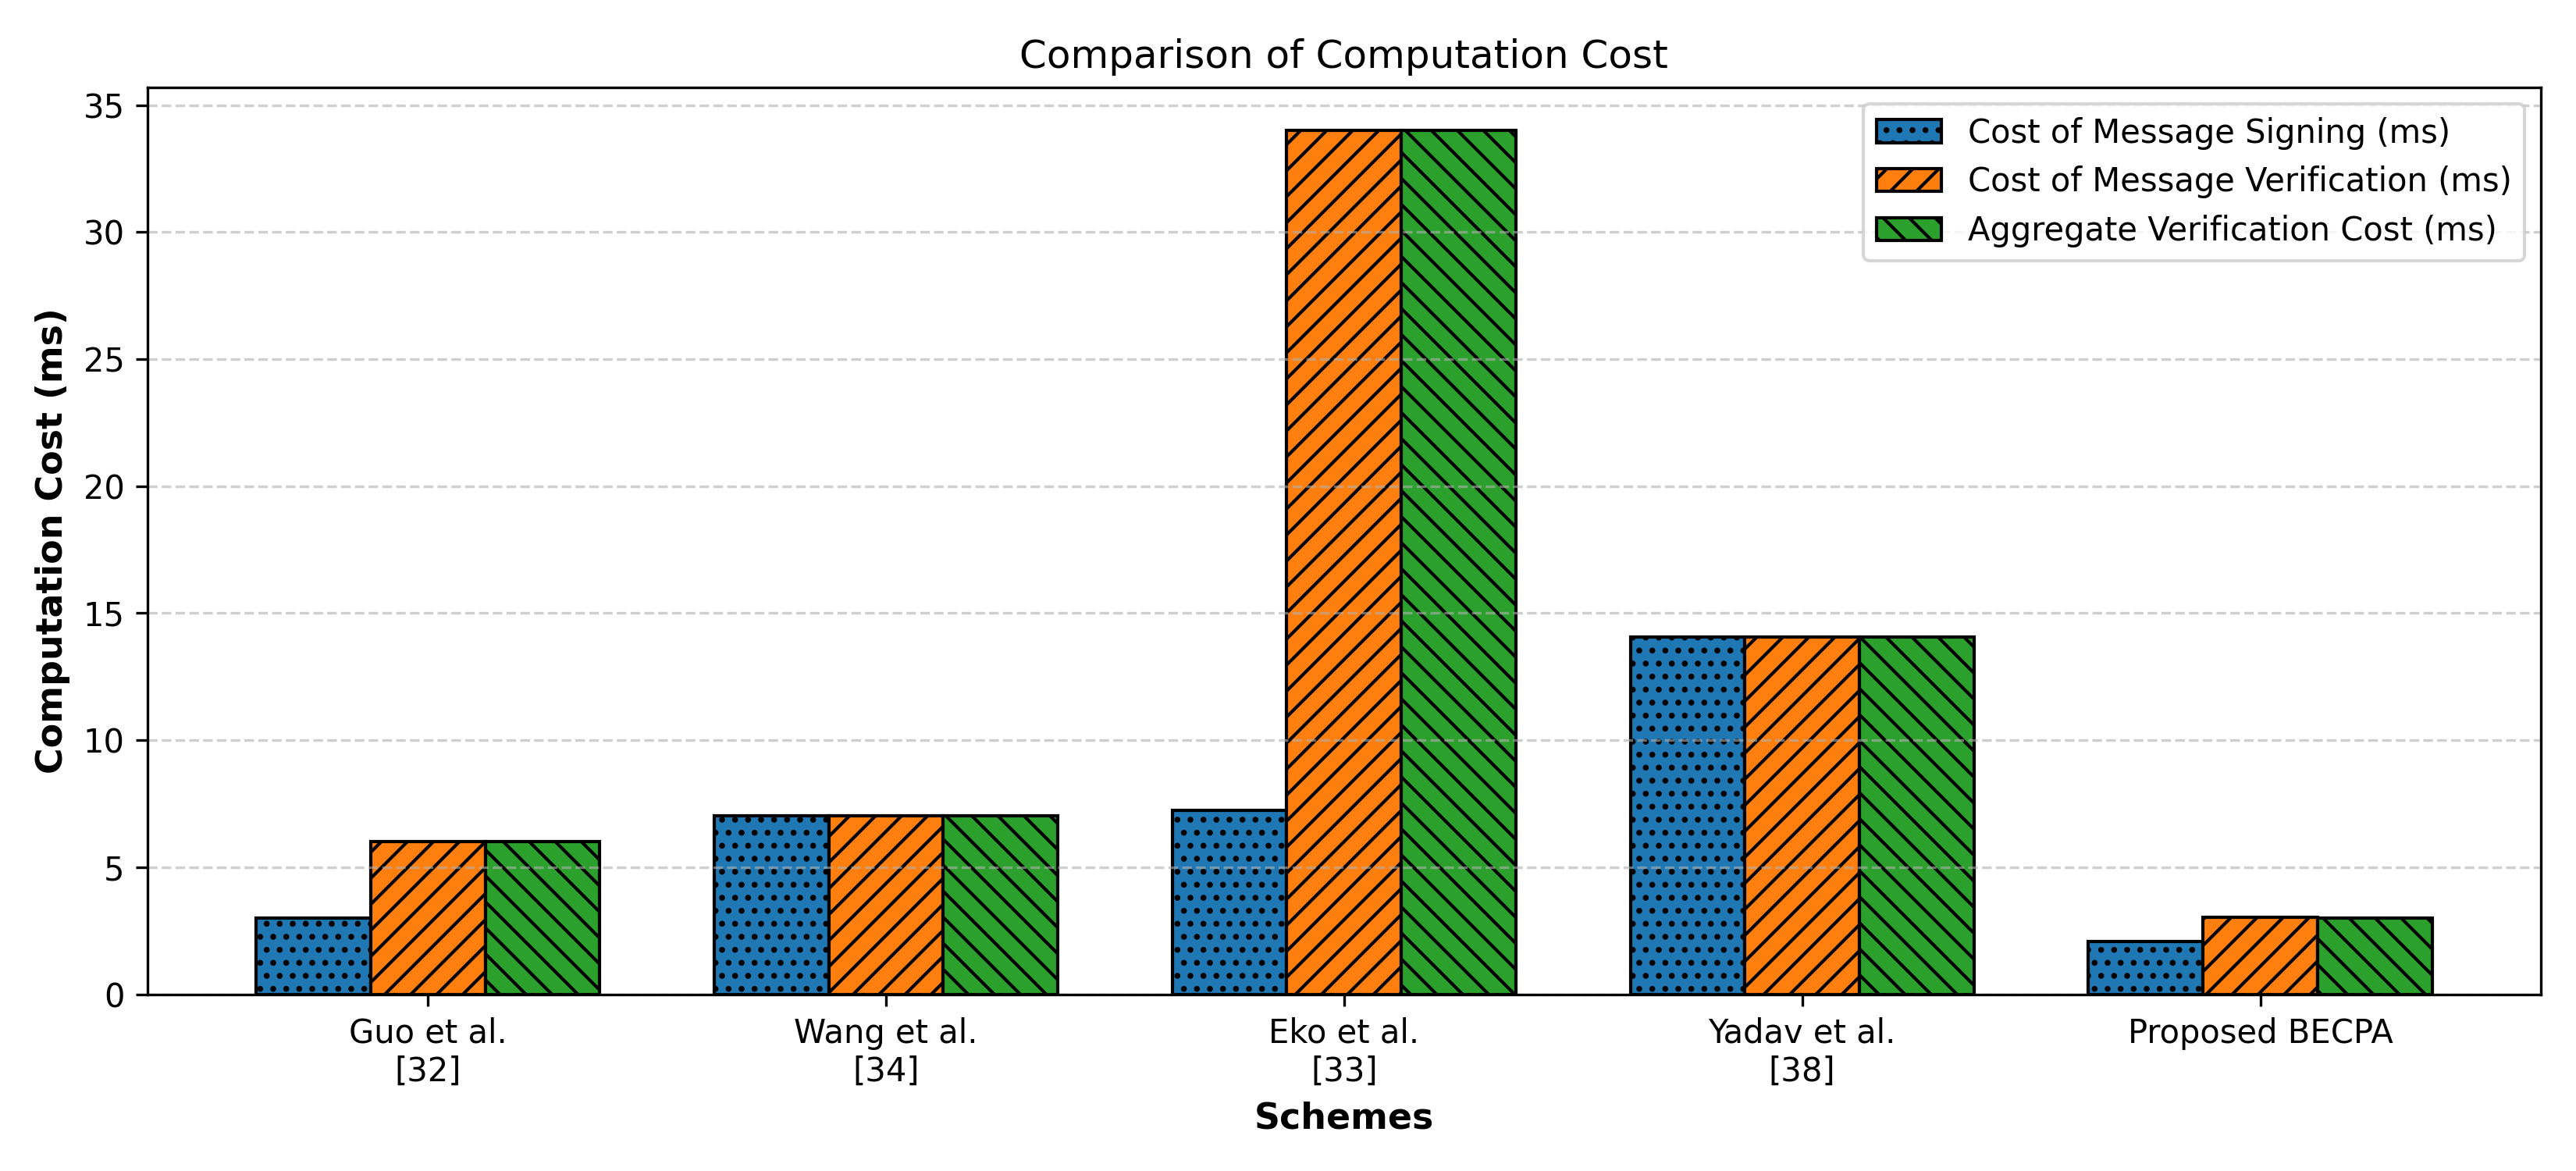 Comparison of Computation Cost
Computation Cost (ms)
35
30
25
20
15
10
5
0
Cost of Message Signing (ms)
Cost of Message Verification (ms)
Aggregate Verification Cost (ms)
Guo et al.
[32]
Wang et al.
[34]
Eko et al.
[33]
Yadav et al.
[38]
Proposed BECPA
Schemes